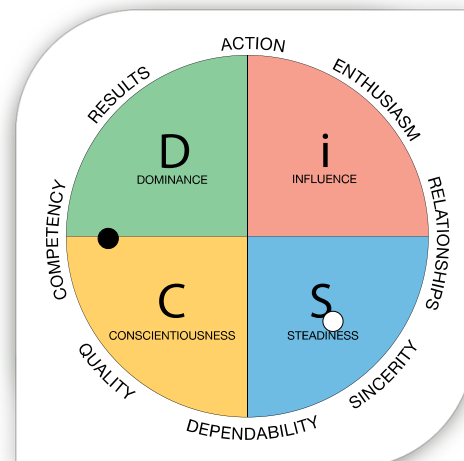 ACTION
RESULTS
ENTHUSIASM
D
DOMINANCE
i
INFLUENCE
COMPETENCY
RELATIONSHIPS
C
CONSCIENTIOUSNESS
S
STEADINESS
QUALITY
SINCERITY
DEPENDABILITY